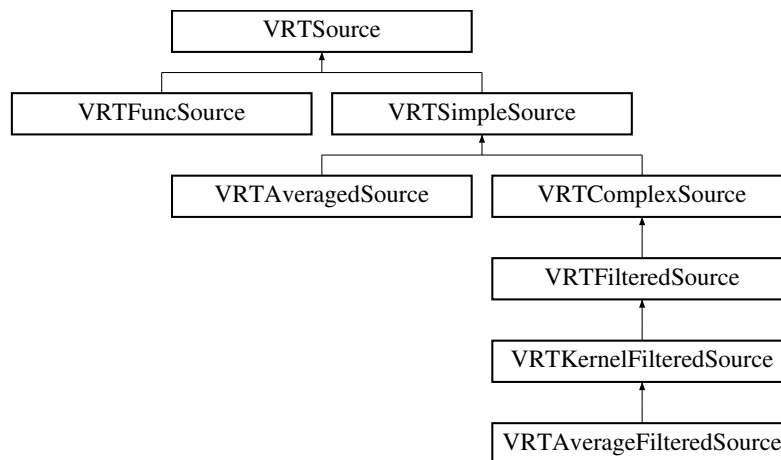 VRTSource
VRTFuncSource
VRTSimpleSource
VRTAveragedSource
VRTComplexSource
VRTFilteredSource
VRTKernelFilteredSource
VRTAverageFilteredSource